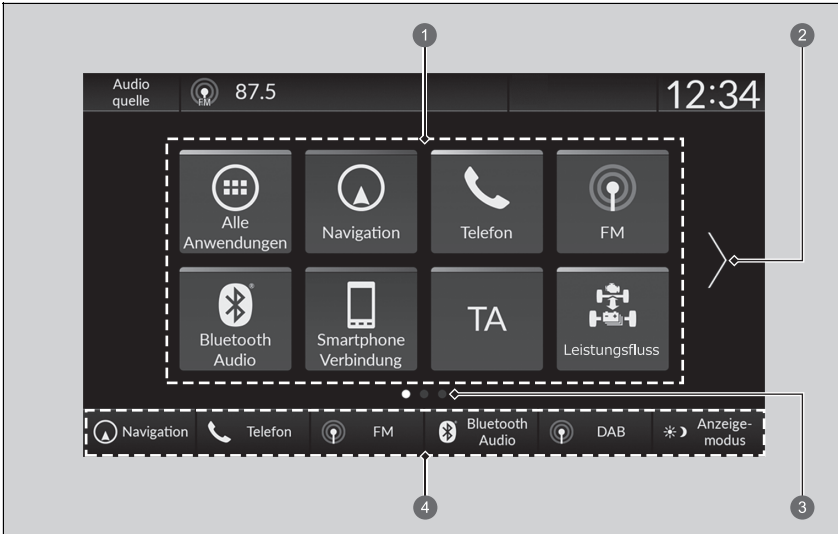 1
2
Audio
quelle
FM
87.5
12:34
Alle
Anwendungen
Navigation
Telefon
FM
Bluetooth
Audio
Smartphone
Verbindung
TA
Leistungsfluss
Navigation
Telefon
FM
Bluetooth
Audio
DAB
Anzeige-
modus
4
3